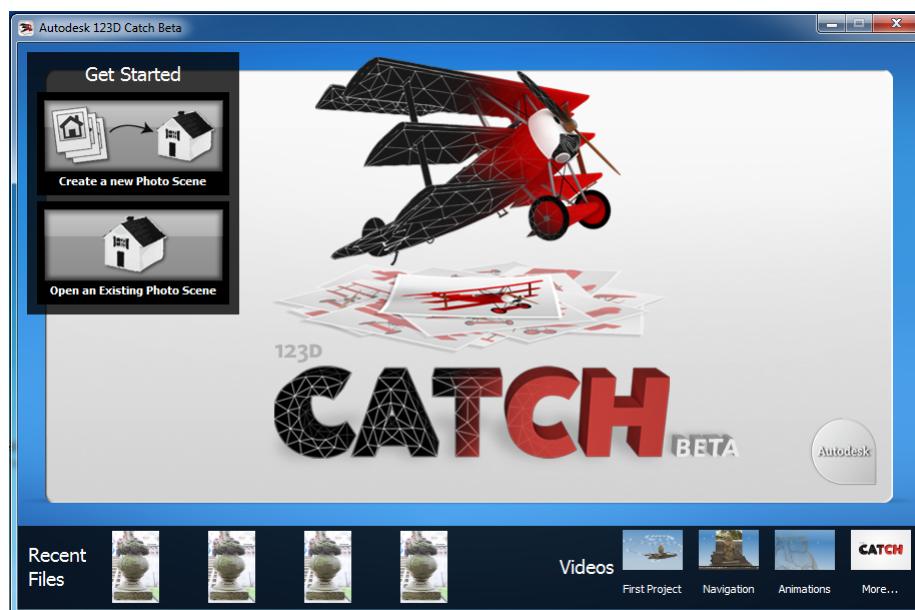 Autodesk 123D Catch Beta
Get Started
Create a new Photo Scene
Open an Existing Photo Scene
123D
CATCH
BETA
Autodesk
Recent
Files
Videos
First Project
Navigation
Animations
CATCH
More...